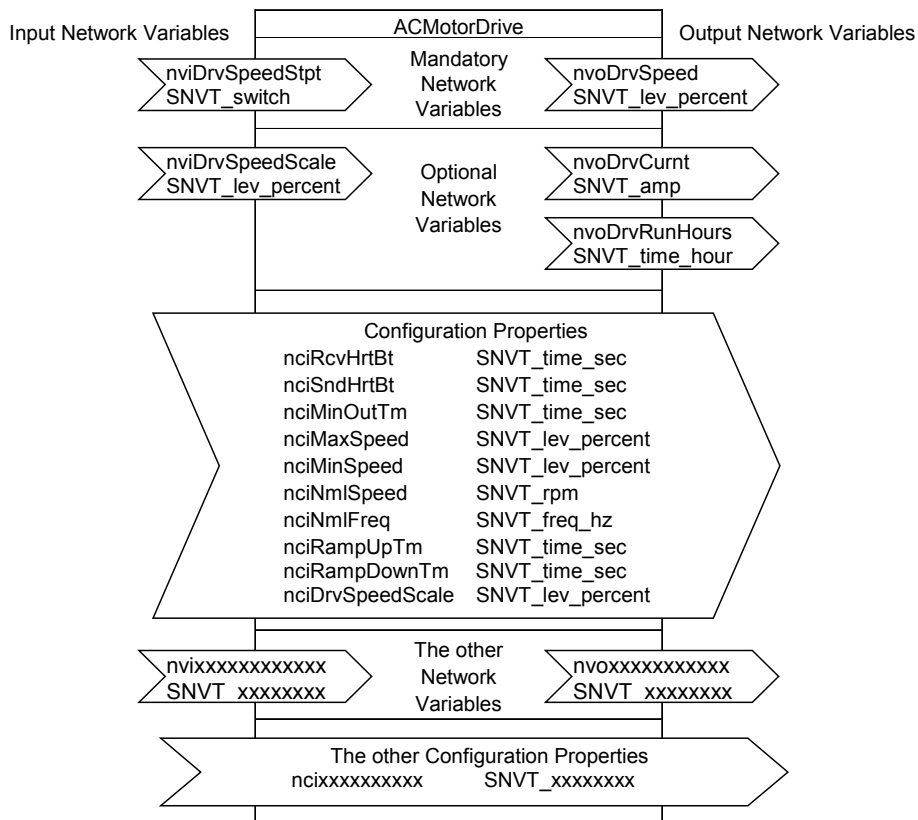 ACMotorDrive
Input Network Variables
Output Network Variables
Mandatory
Network
Variables
nviDrvSpeedStpt
SNVT_switch
nvoDrvSpeed
SNVT_lev_percent
nviDrvSpeedScale
SNVT_lev_percent
Optional
Network
Variables
nvoDrvCurnt
SNVT_amp
nvoDrvRunHours
SNVT_time_hour
Configuration Properties
nciRcvHrtBt SNVT_time_sec
nciSndHrtBt SNVT_time_sec
nciMinOutTm SNVT_time_sec
nciMaxSpeed SNVT_lev_percent
nciMinSpeed SNVT_lev_percent
nciNmlSpeed SNVT_rpm
nciNmlFreq SNVT_freq_hz
nciRampUpTm SNVT_time_sec
nciRampDownTm SNVT_time_sec
nciDrvSpeedScale SNVT_lev_percent
The other
Network
Variables
nvixxxxxxxxxxxx
SNVT_xxxxxxxx
nvoxxxxxxxxxxx
SNVT_xxxxxxxx
The other Configuration Properties
ncixxxxxxxxxx SNVT_xxxxxxxx